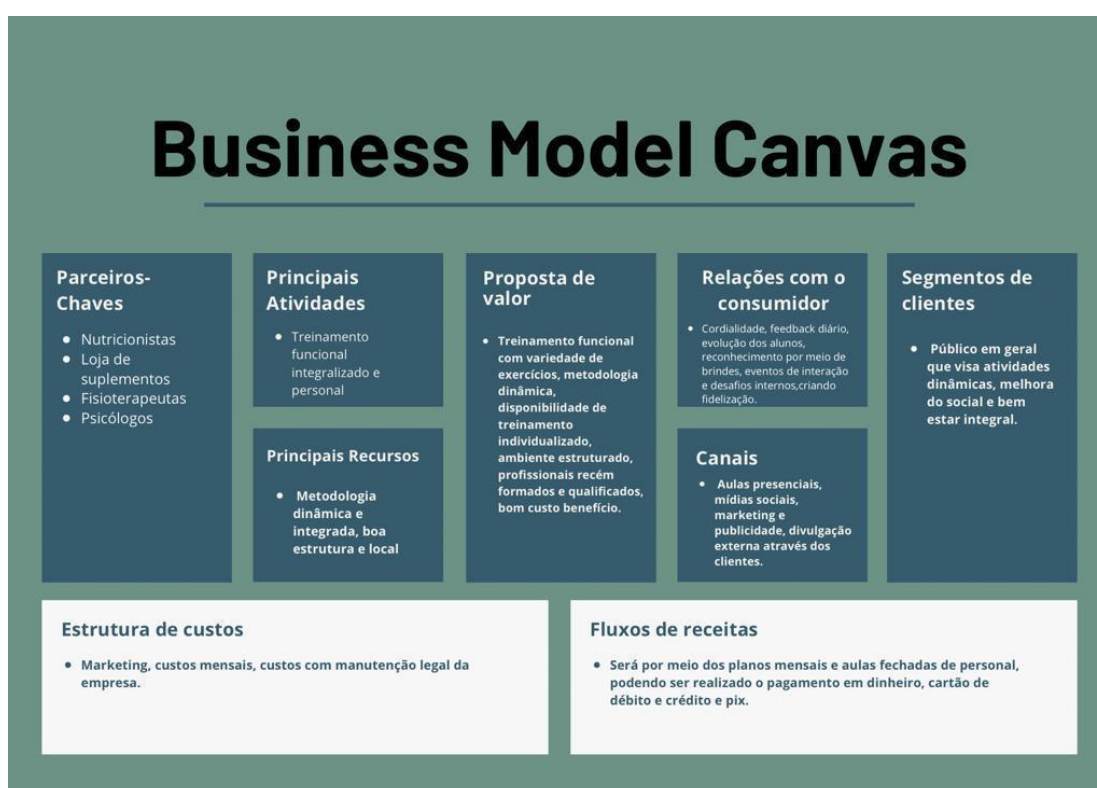 Business Model Canvas
Parceiros-
Chaves
• Nutricionistas
• Loja de
suplementos
• Fisioterapeutas
• Psicólogos
Principais
Atividades
• Treinamento
funcional
integralizado e
personal
Principais Recursos
• Metodologia
dinâmica e
integrada, boa
estrutura e local
Proposta de
valor
• Treinamento funcional
com variedade de
exercícios, metodologia
dinâmica,
disponibilidade de
treinamento
individualizado,
ambiente estruturado,
profissionais recém
formados e qualificados,
bom custo benefício.
Relações com o
consumidor
• Cordialidade, feedback diário,
evolução dos alunos,
reconhecimento por meio de
brindes, eventos de interação
e desafios internos,criando
fidelização.
Canais
• Aulas presenciais,
mídias sociais,
marketing e
publicidade, divulgação
externa através dos
clientes.
Segmentos de
clientes
• Público em geral
que visa atividades
dinâmicas, melhora
do social e bem
estar integral.
Estrutura de custos
• Marketing, custos mensais, custos com manutenção legal da
empresa.
Fluxos de receitas
• Será por meio dos planos mensais e aulas fechadas de personal,
podendo ser realizado o pagamento em dinheiro, cartão de
débito e crédito e pix.